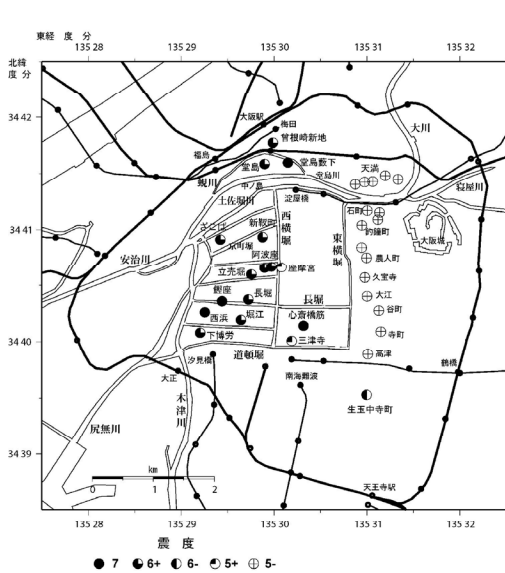 東経 度 分
135 28 135 29 135 30 135 31 135 32
北緯
度 分
34 42
34 41
34 40
34 39
大阪駅
梅田
曾根崎新地
福島
堂島
堂島藪下
大川
天満
蜆川
中ノ島
堂島川
土佐堀川
淀屋橋
寝屋川
石町
釣鐘町
大阪城
ざこば
新靱町
西横堀
東横堀
京町堀
阿波座
安治川
立売堀
座摩宮
農人町
久宝寺
鰹座
長堀
長堀
大江
谷町
西浜
堀江
心斎橋筋
下博労
三津寺
寺町
汐見橋
道頓堀
高津
鶴橋
大正
南海難波
木津川
生玉中寺町
尻無川
km
0 1 2
天王寺駅
135 28 135 29 135 30 135 31 135 32
震 度
7 6+ 6- 5+ 5-